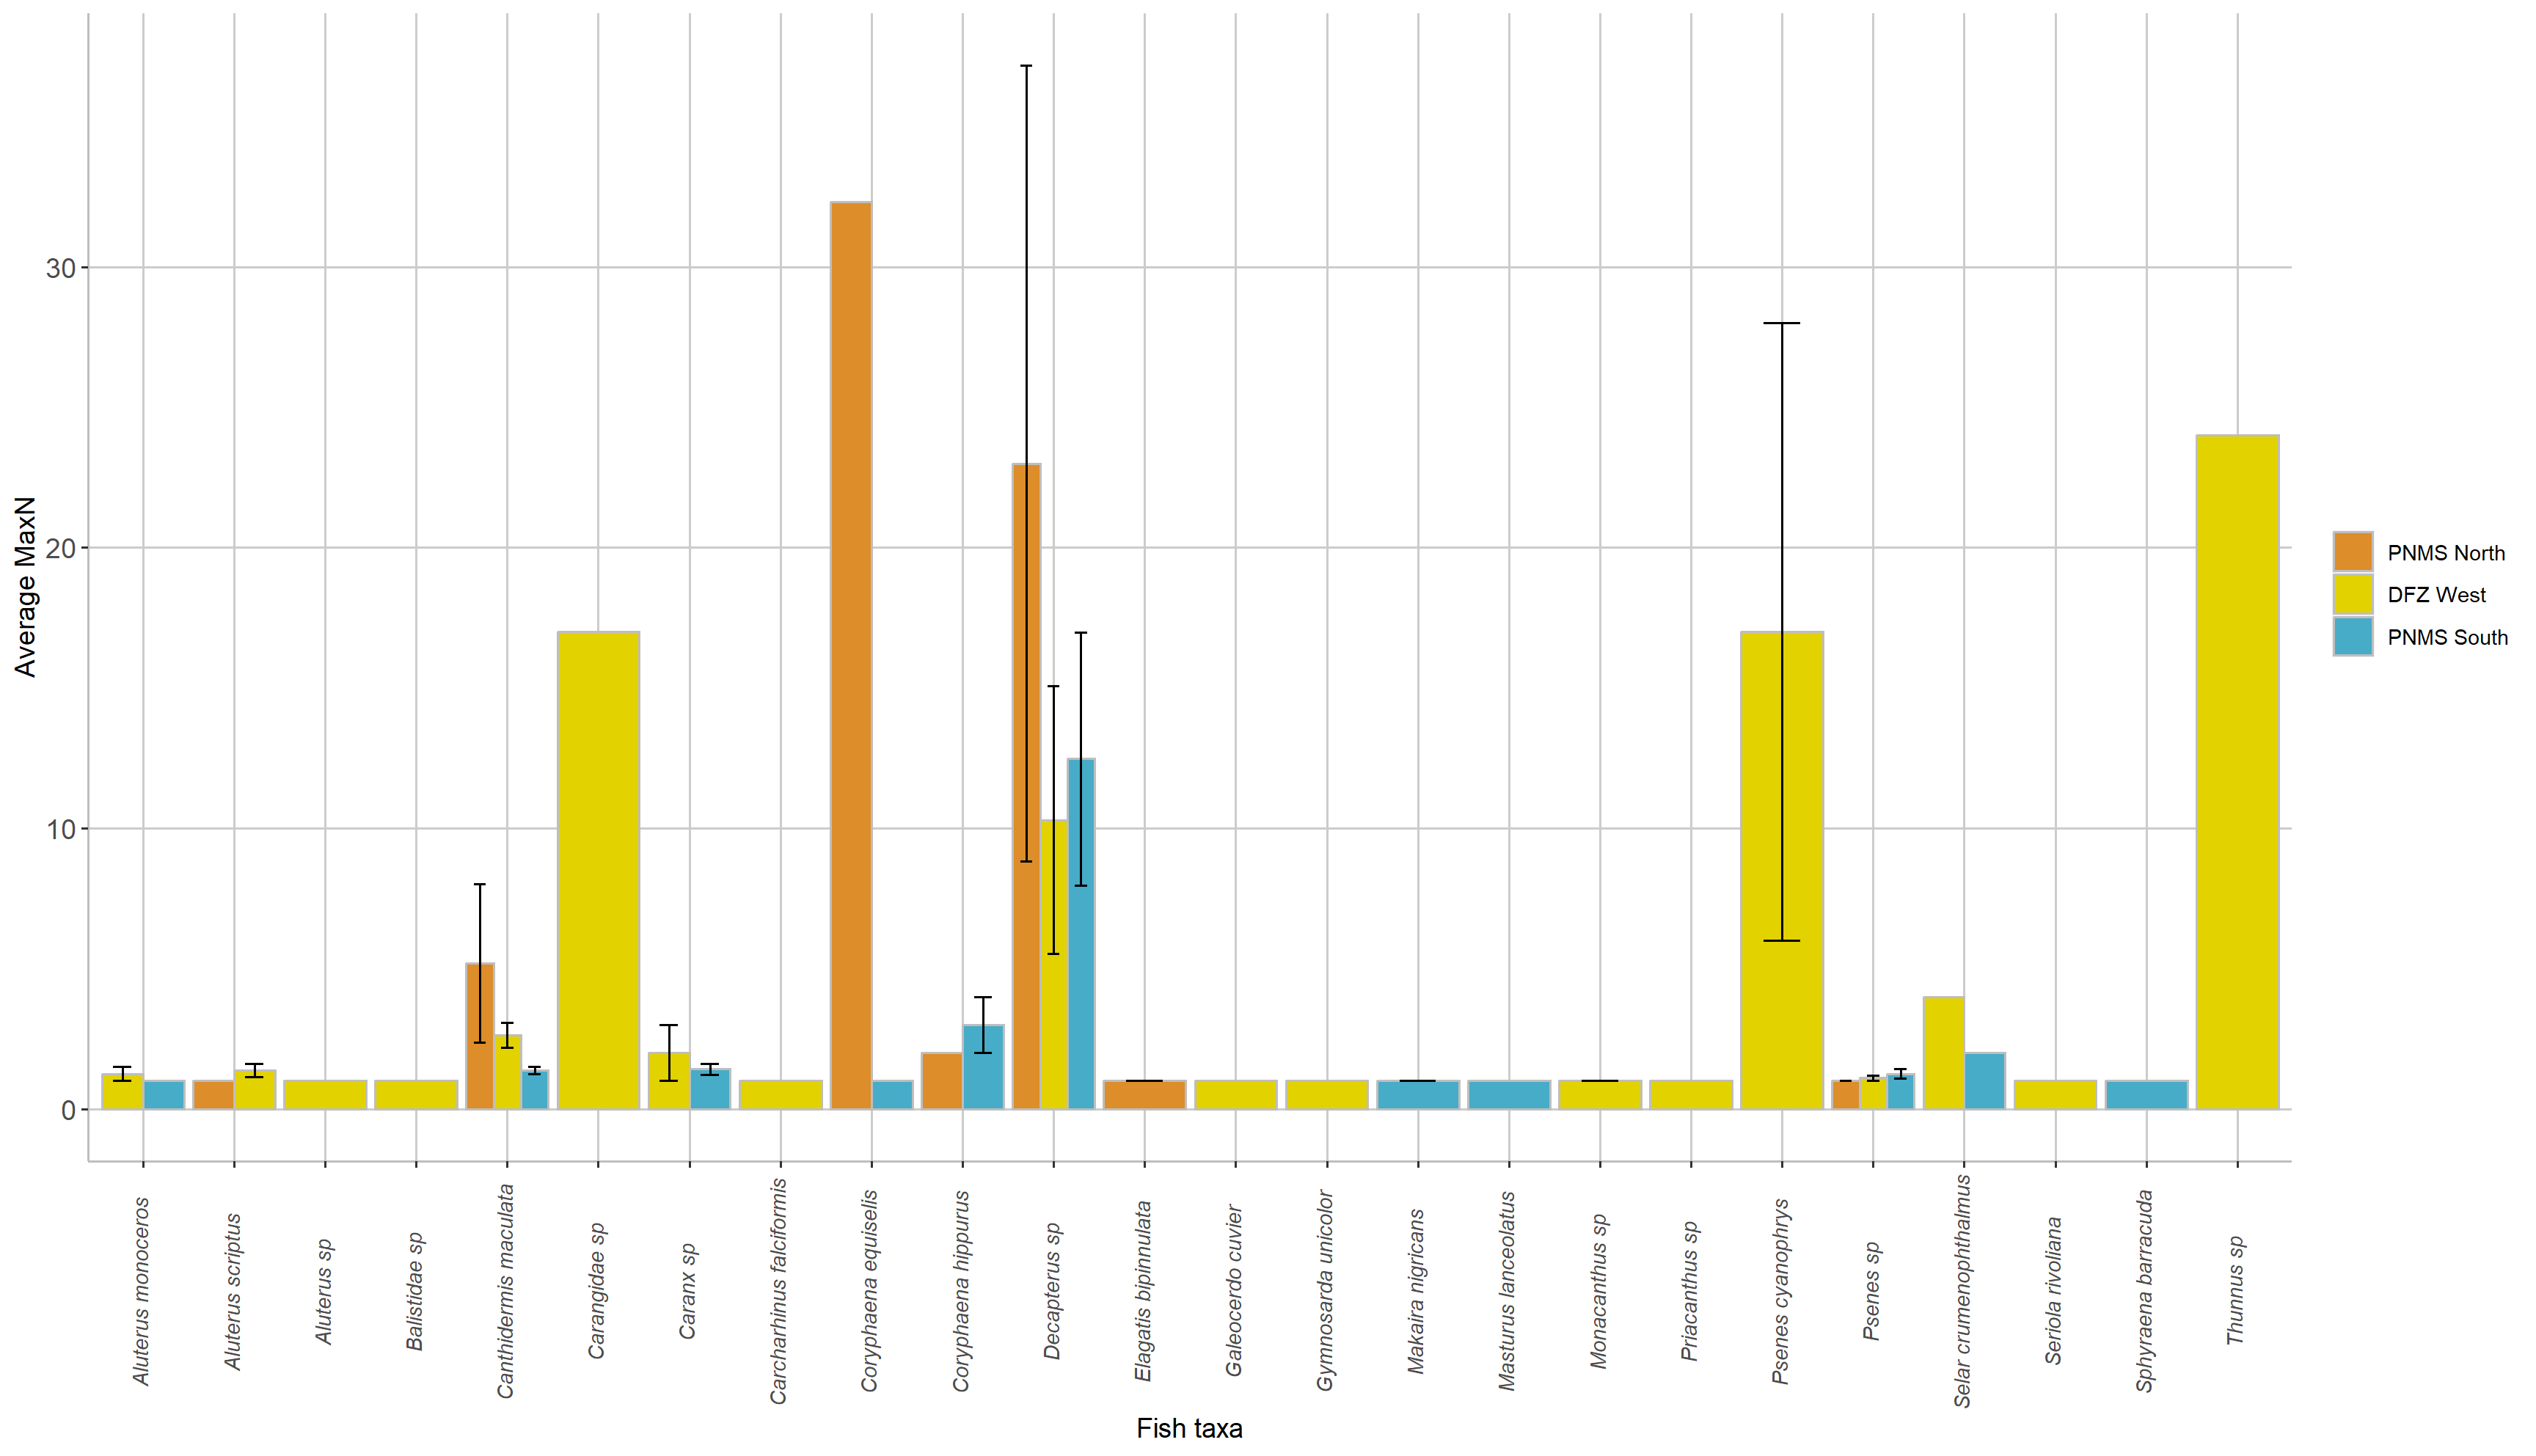 Average MaxN
30
20
10
0
Aluterus monoceros
Aluterus scriptus
Aluterus sp
Balistidae sp
Canthidermis maculata
Carangidae sp
Caranx sp
Carcharhinus falciformis
Coryphaena equiselis
Coryphaena hippurus
Decapterus sp
Elagatis bipinnulata
Galeocerdo cuvier
Gymnosarda unicolor
Makaira nigricans
Masturus lanceolatus
Monacanthus sp
Priacanthus sp
Psenes cyanophrys
Psenes sp
Selar crumenophthalmus
Seriola rivoliana
Sphyraena barracuda
Thunnus sp
Fish taxa
PNMS North
DFZ West
PNMS South